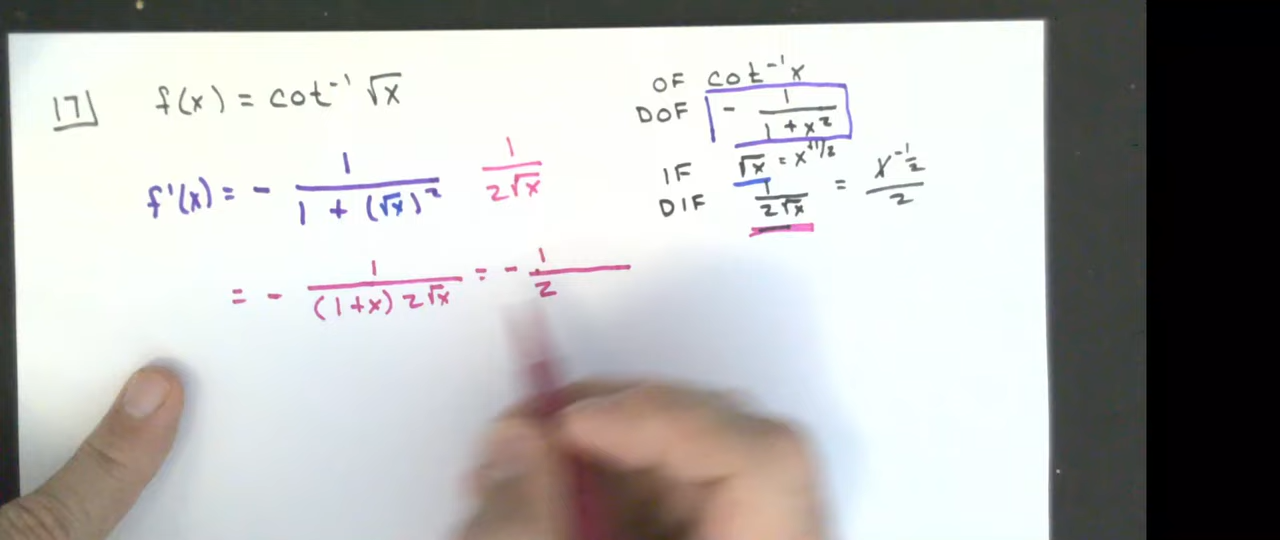 17] f(x) = cot⁻¹ √x
OF cot⁻¹x
DOF - 1/(1 + x²)
IF √x = x^(1/2)
DIF 1/(2√x) = x^(-1/2)/2
f'(x) = - 1/(1 + (√x)²) 1/(2√x)
= - 1/((1+x) 2√x) = - 1/2